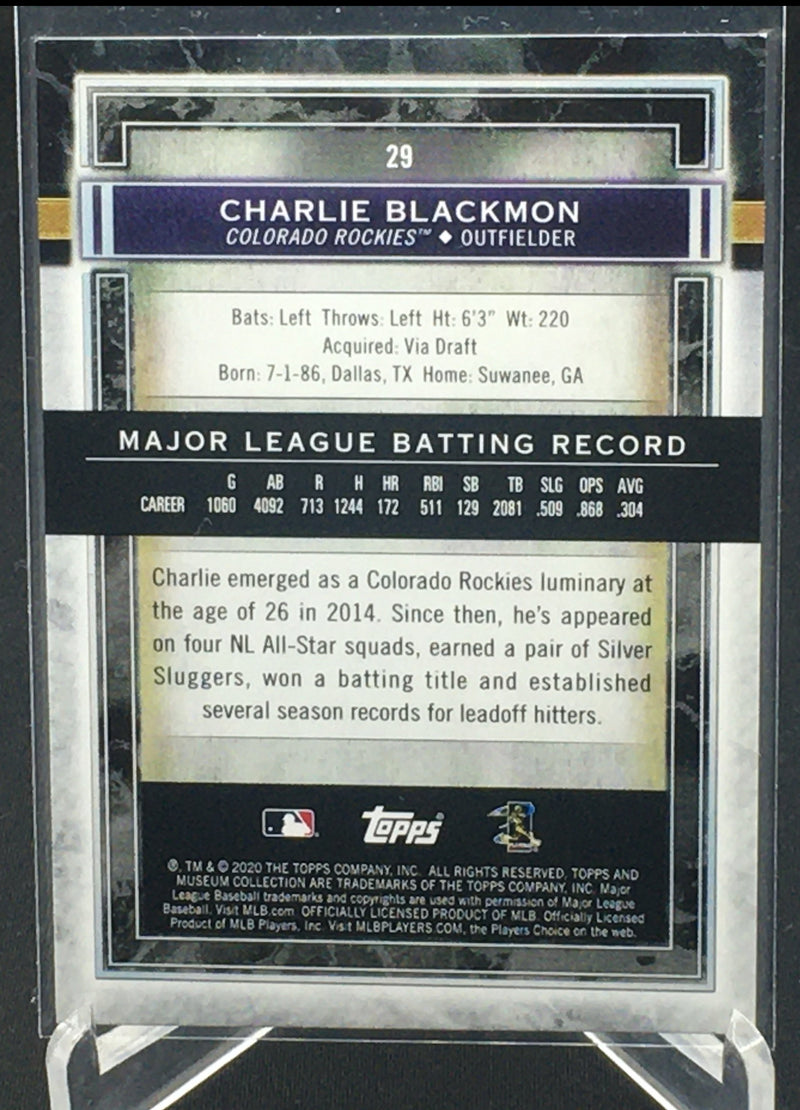 29
CHARLIE BLACKMON
COLORADO ROCKIES™ ◆ OUTFIELDER
Bats: Left Throws: Left Ht: 6'3" Wt: 220
Acquired: Via Draft
Born: 7-1-86, Dallas, TX Home: Suwanee, GA
MAJOR LEAGUE BATTING RECORD
G AB R H HR RBI SB TB SLG OPS AVG
CAREER 1060 4092 713 1244 172 511 129 2081 .509 .868 .304
Charlie emerged as a Colorado Rockies luminary at
the age of 26 in 2014. Since then, he's appeared
on four NL All-Star squads, earned a pair of Silver
Sluggers, won a batting title and established
several season records for leadoff hitters.
Topps
®, TM & © 2020 THE TOPPS COMPANY, INC. ALL RIGHTS RESERVED. TOPPS AND
MUSEUM COLLECTION ARE TRADEMARKS OF THE TOPPS COMPANY, INC. Major
League Baseball trademarks and copyrights are used with permission of Major League
Baseball. Visit MLB.com. OFFICIALLY LICENSED PRODUCT OF MLB. Officially Licensed
Product of MLB Players, Inc. Visit MLBPLAYERS.COM, the Players Choice on the web.